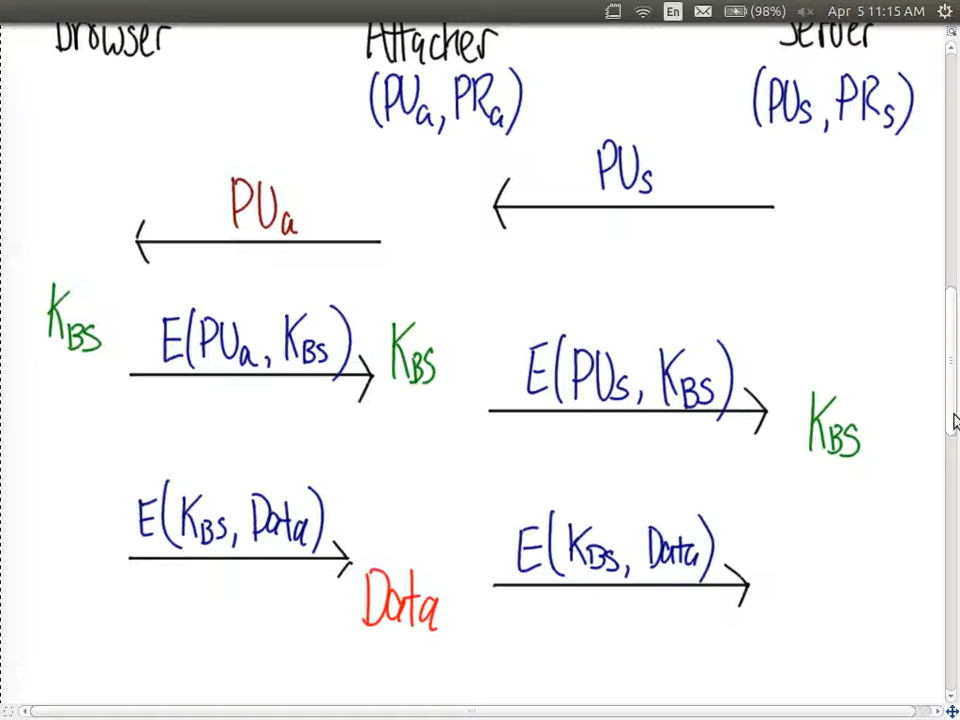 En (98%) Apr 5 11:15 AM
Browser Attacker Server
(PUa, PRa) (PUs, PRs)
PUs
PUa
KBS E(PUa, KBS) KBS
E(PUs, KBS)
KBS
E(KBS, Data)
E(KBS, Data)
Data